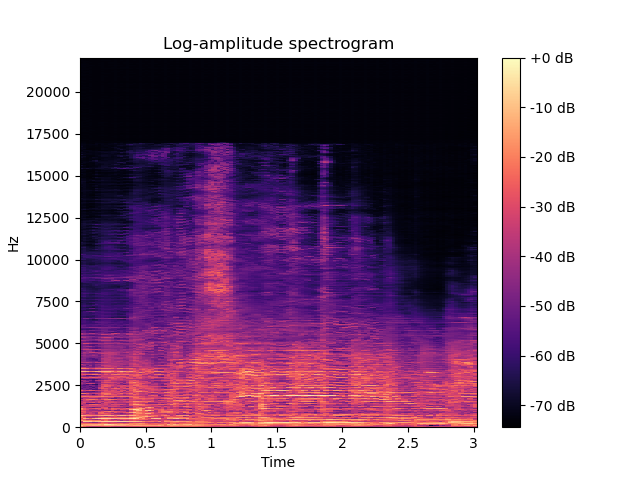 Log-amplitude spectrogram
Hz
20000
17500
15000
12500
10000
7500
5000
2500
0
0 0.5 1 1.5 2 2.5 3
Time
+0 dB
-10 dB
-20 dB
-30 dB
-40 dB
-50 dB
-60 dB
-70 dB